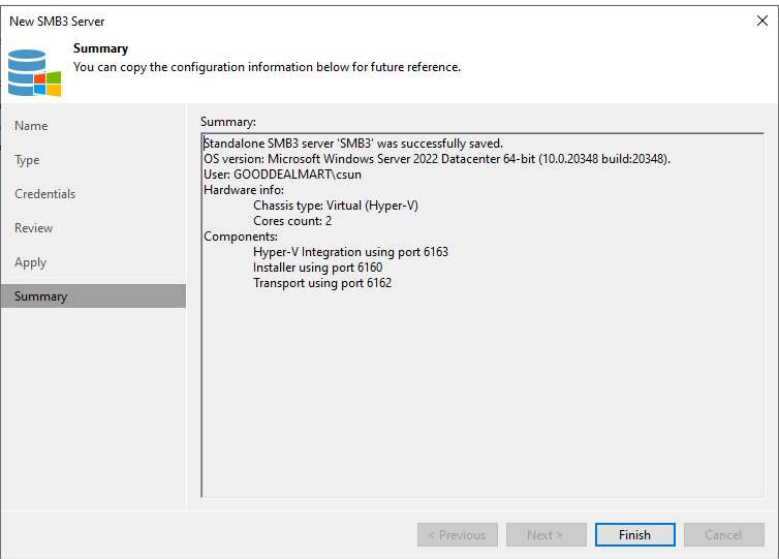 New SMB3 Server
Summary
You can copy the configuration information below for future reference.
Name
Type
Credentials
Review
Apply
Summary
Summary:
Standalone SMB3 server 'SMB3' was successfully saved.
OS version: Microsoft Windows Server 2022 Datacenter 64-bit (10.0.20348 build:20348).
User: GOODDEALMART\csun
Hardware info:
Chassis type: Virtual (Hyper-V)
Cores count: 2
Components:
Hyper-V Integration using port 6163
Installer using port 6160
Transport using port 6162
< Previous
Next >
Finish
Cancel